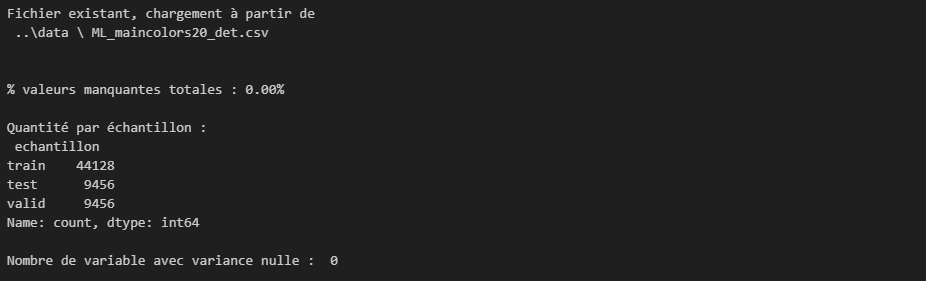 Fichier existant, chargement à partir de
..\data \ ML_maincolors20_det.csv
% valeurs manquantes totales : 0.00%
Quantité par échantillon :
echantillon
train    44128
test      9456
valid     9456
Name: count, dtype: int64
Nombre de variable avec variance nulle :  0